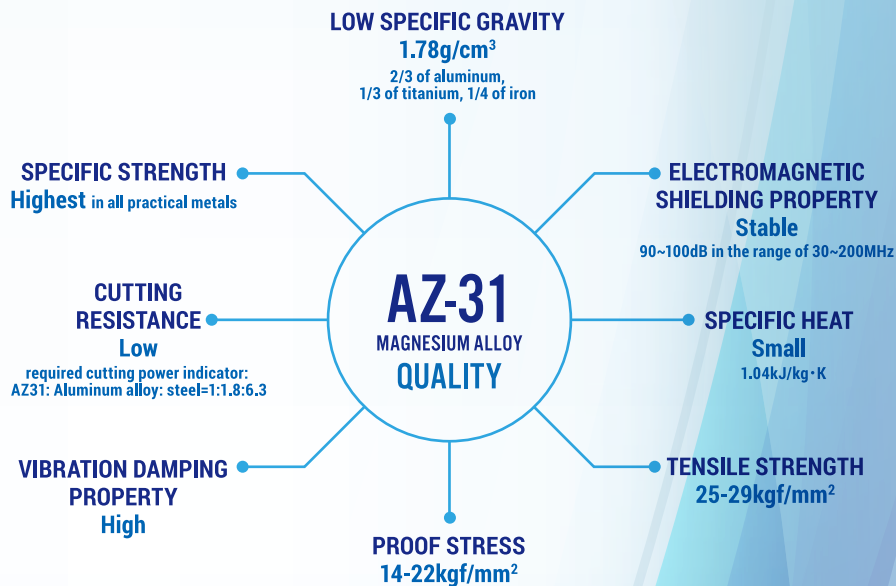 LOW SPECIFIC GRAVITY
1.78g/cm³
2/3 of aluminum,
1/3 of titanium, 1/4 of iron
SPECIFIC STRENGTH
Highest in all practical metals
ELECTROMAGNETIC
SHIELDING PROPERTY
Stable
90~100dB in the range of 30~200MHz
CUTTING
RESISTANCE
Low
required cutting power indicator:
AZ31: Aluminum alloy: steel=1:1.8:6.3
AZ-31
MAGNESIUM ALLOY
QUALITY
SPECIFIC HEAT
Small
1.04kJ/kg･K
VIBRATION DAMPING
PROPERTY
High
TENSILE STRENGTH
25-29kgf/mm²
PROOF STRESS
14-22kgf/mm²